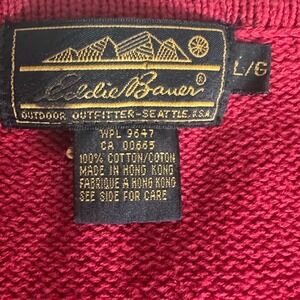 Eddie Bauer®
OUTDOOR OUTFITTER-SEATTLE, U.S.A.
L/G
WPL 9647
CA 00665
100% COTTON/COTON
MADE IN HONG KONG
FABRIQUE A HONG KONG
SEE SIDE FOR CARE